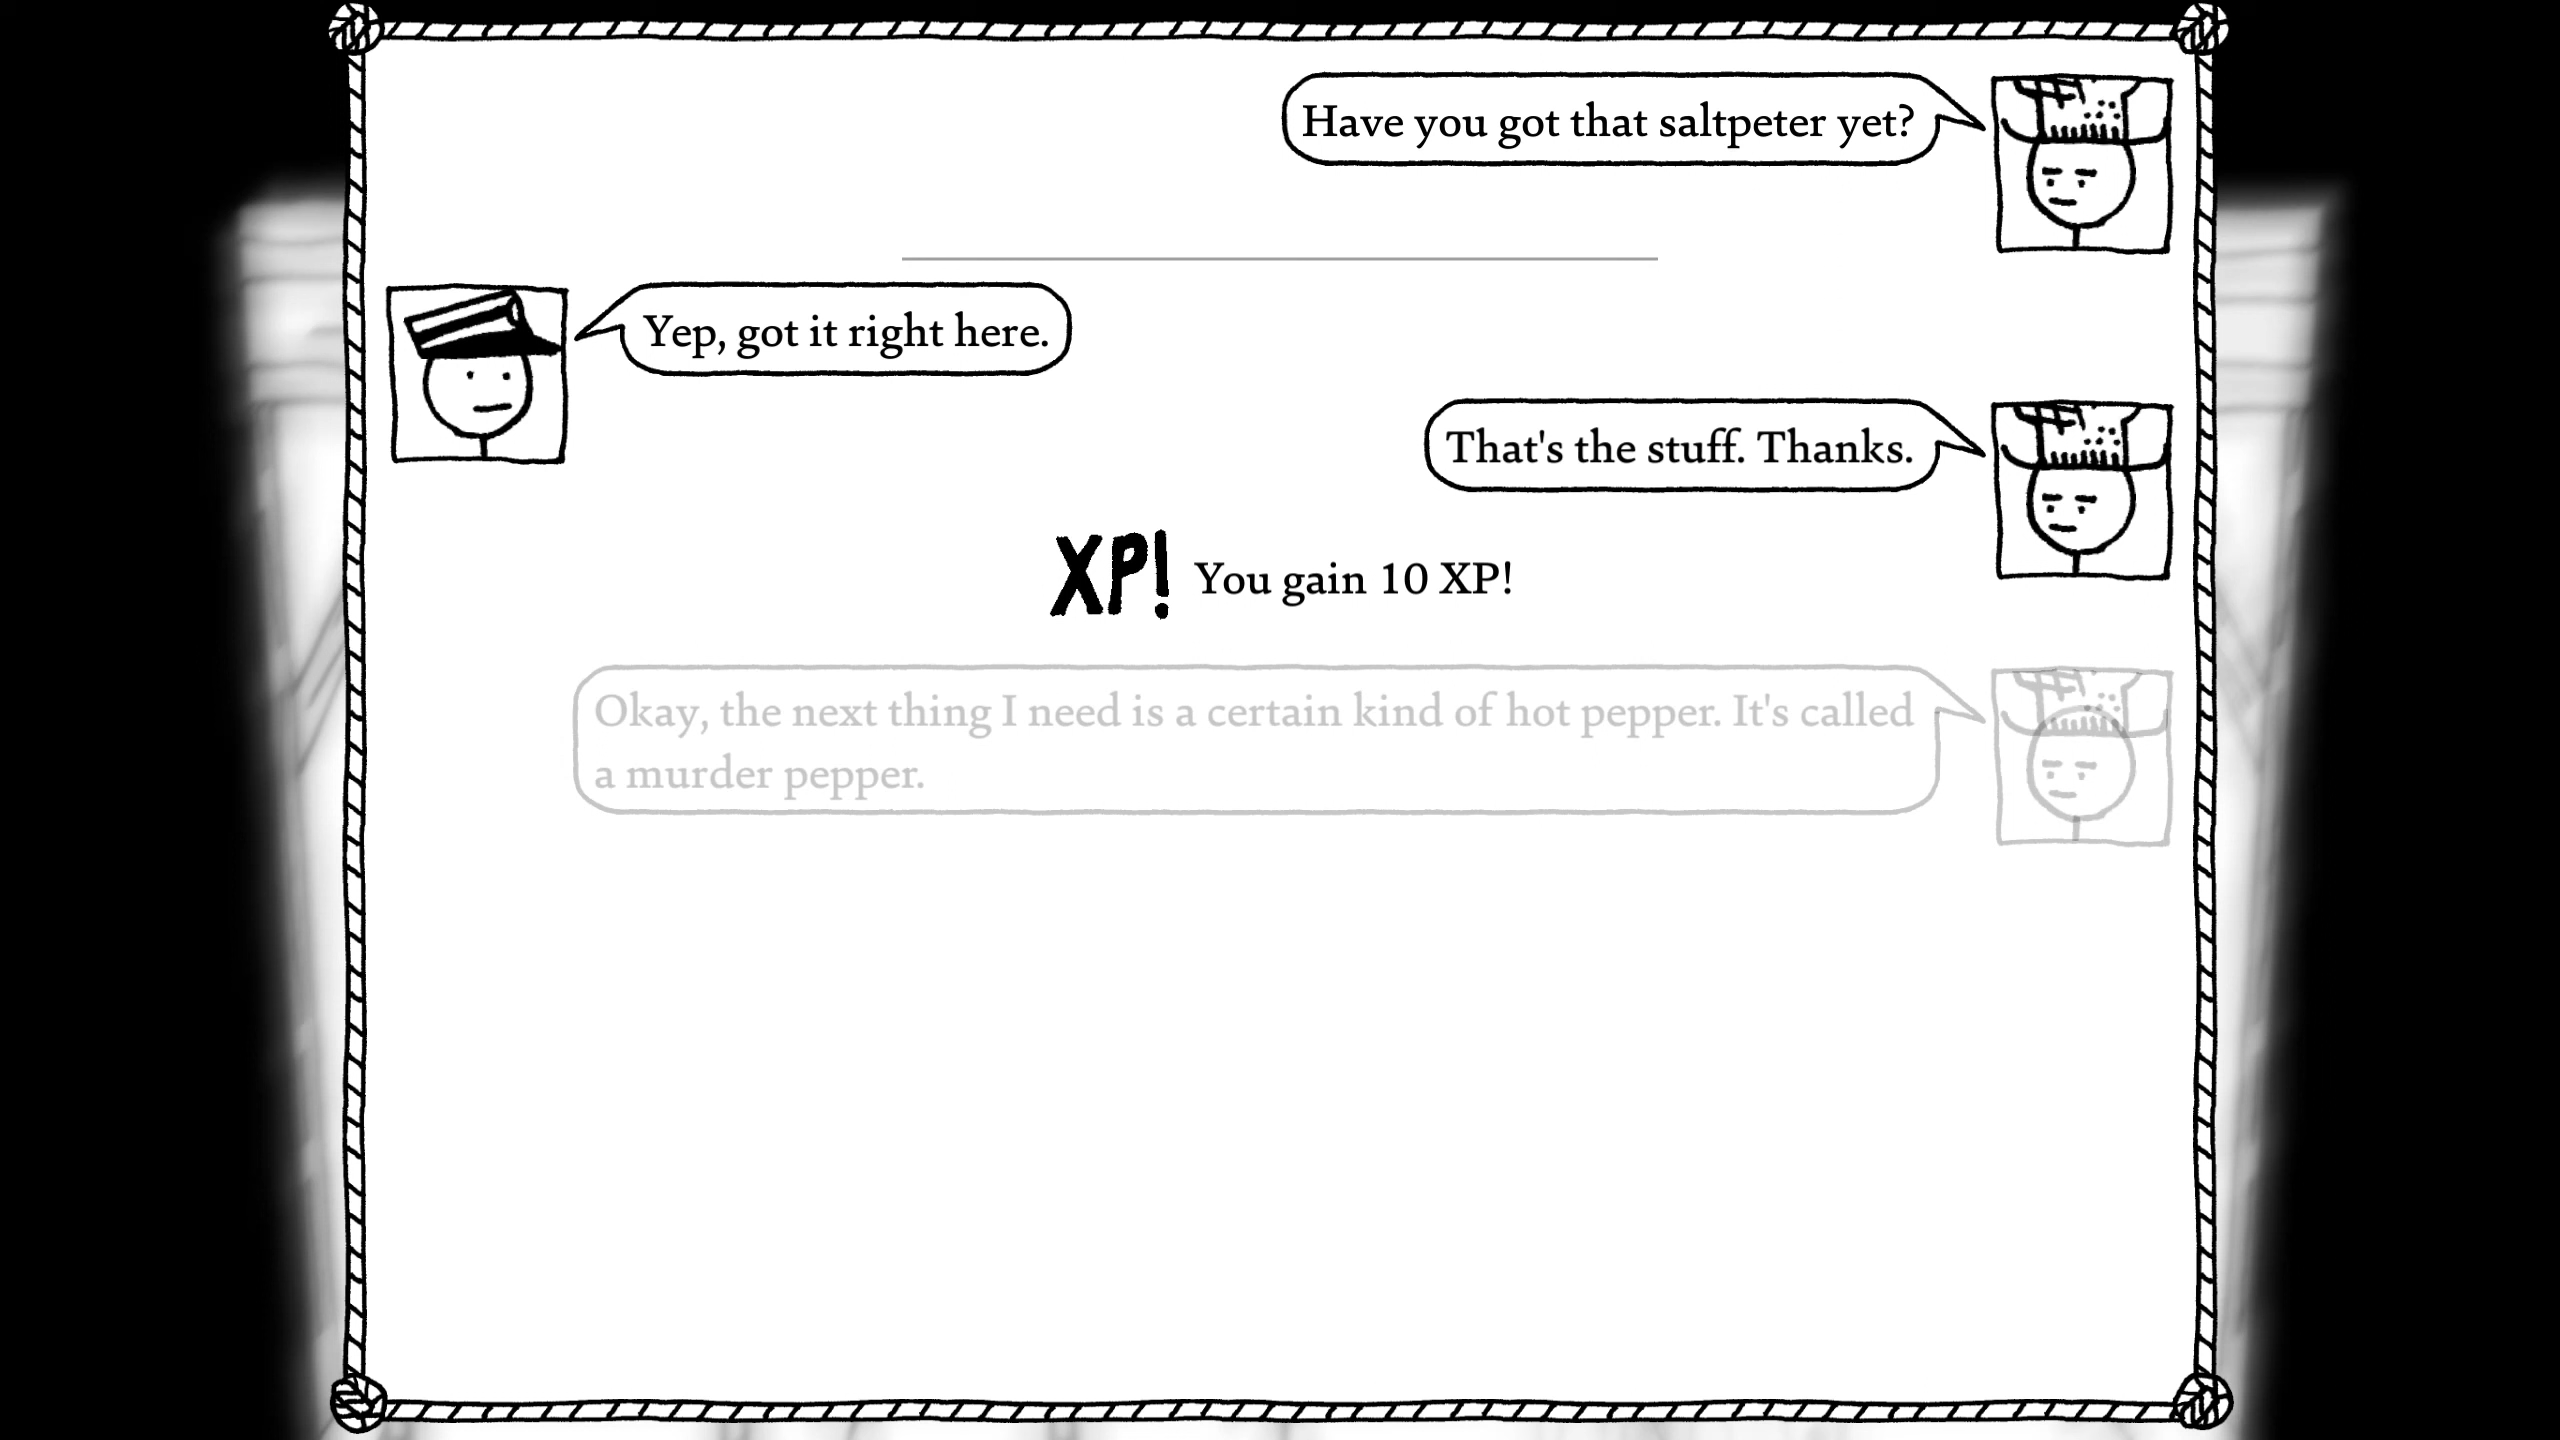 Have you got that saltpeter yet?
Yep, got it right here.
That's the stuff. Thanks.
XP! You gain 10 XP!
Okay, the next thing I need is a certain kind of hot pepper. It's called
a murder pepper.